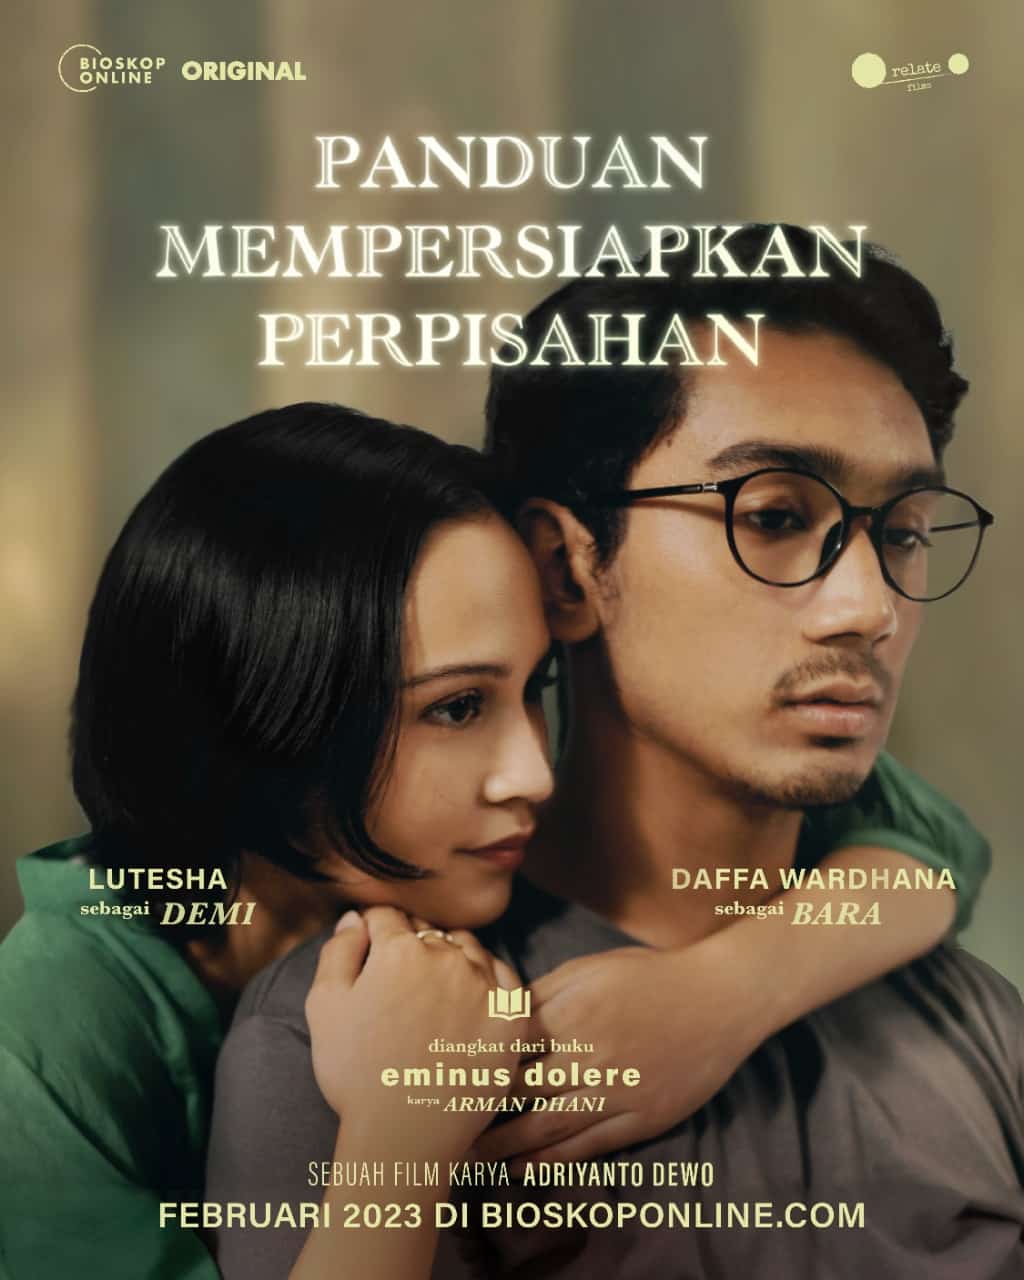 BIOSKOP
ONLINE
ORIGINAL
relate
films
PANDUAN
MEMPERSIAPKAN
PERPISAHAN
LUTESHA
sebagai DEMI
DAFFA WARDHANA
sebagai BARA
diangkat dari buku
eminus dolere
karya ARMAN DHANI
SEBUAH FILM KARYA ADRIYANTO DEWO
FEBRUARI 2023 DI BIOSKOPONLINE.COM